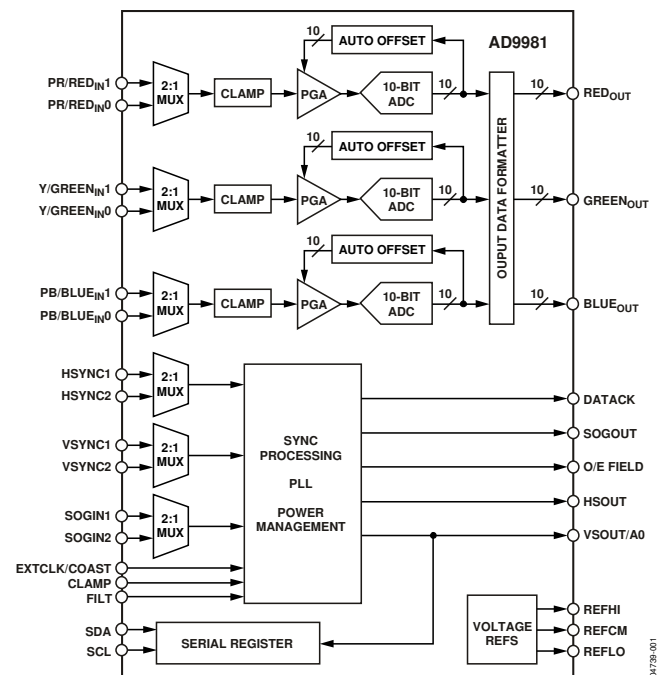 AD9981
10 AUTO OFFSET
PR/RED_IN1
PR/RED_IN0
2:1 MUX
CLAMP
PGA
10-BIT ADC
10
10
RED_OUT
10 AUTO OFFSET
Y/GREEN_IN1
Y/GREEN_IN0
2:1 MUX
CLAMP
PGA
10-BIT ADC
10
10
GREEN_OUT
10 AUTO OFFSET
PB/BLUE_IN1
PB/BLUE_IN0
2:1 MUX
CLAMP
PGA
10-BIT ADC
10
10
BLUE_OUT
OUPUT DATA FORMATTER
HSYNC1
HSYNC2
2:1 MUX
VSYNC1
VSYNC2
2:1 MUX
SOGIN1
SOGIN2
2:1 MUX
EXTCLK/COAST
CLAMP
FILT
SYNC
PROCESSING
PLL
POWER
MANAGEMENT
DATACK
SOGOUT
O/E FIELD
HSOUT
VSOUT/A0
SDA
SCL
SERIAL REGISTER
VOLTAGE
REFS
REFHI
REFCM
REFLO
04739-001